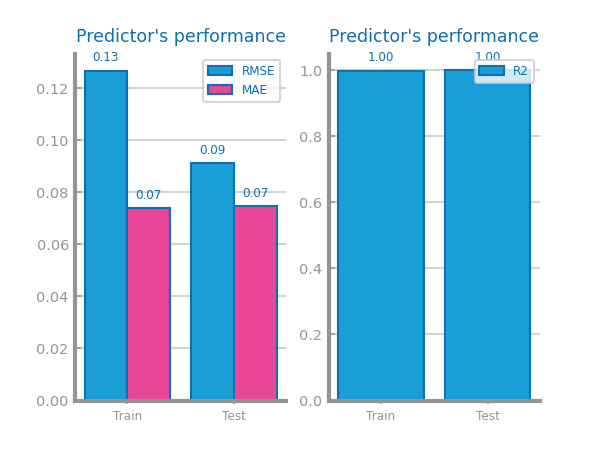 Predictor's performance
0.13
RMSE
MAE
0.12
0.10
0.09
0.08
0.07
0.07
0.06
0.04
0.02
0.00
Train
Test
Predictor's performance
1.00
1.00
R2
1.0
0.8
0.6
0.4
0.2
0.0
Train
Test